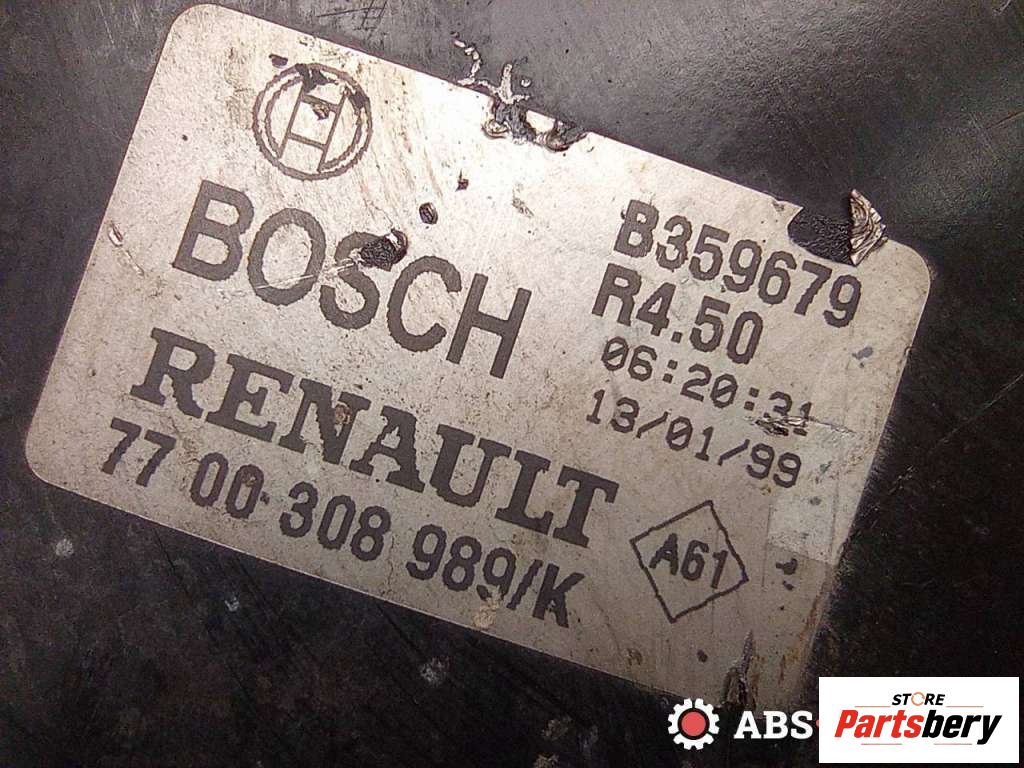 BOSCH
RENAULT
77 00 308 989/K
B359679
R4.50
06:20:31
13/01/99
A61
ABS
STORE
Partsbery